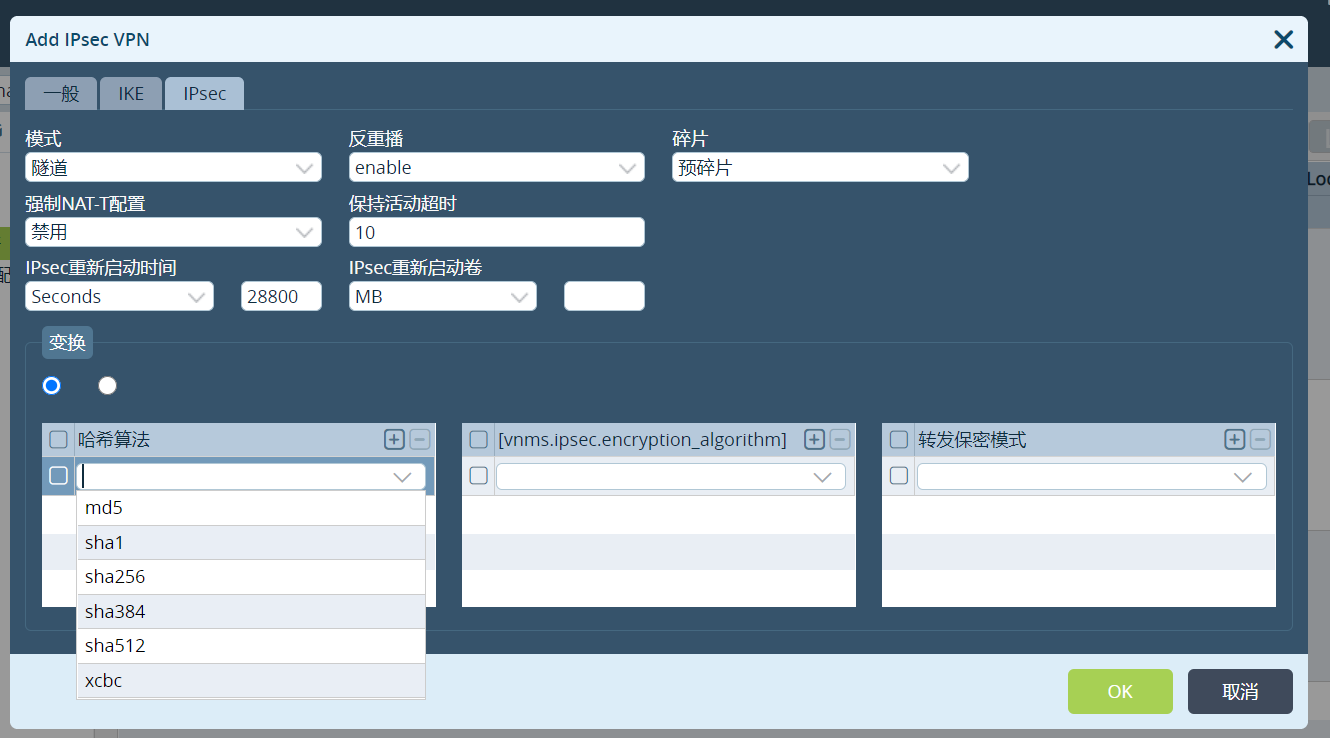 Add IPsec VPN
一般 IKE IPsec
模式 反重播 碎片
隧道 enable 预碎片
强制NAT-T配置 保持活动超时
禁用 10
IPsec重新启动时间 IPsec重新启动卷
Seconds 28800 MB
变换
哈希算法 [vnms.ipsec.encryption_algorithm] 转发保密模式
md5
sha1
sha256
sha384
sha512
xcbc
OK 取消